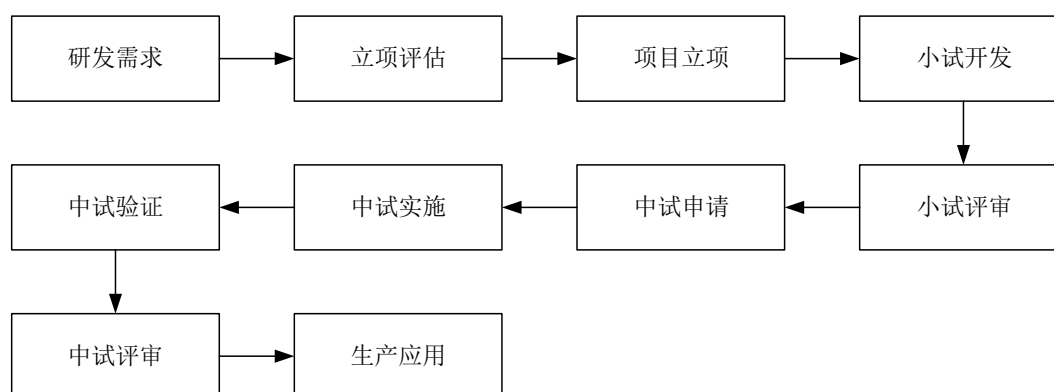 研发需求
立项评估
项目立项
小试开发
中试验证
中试实施
中试申请
小试评审
中试评审
生产应用